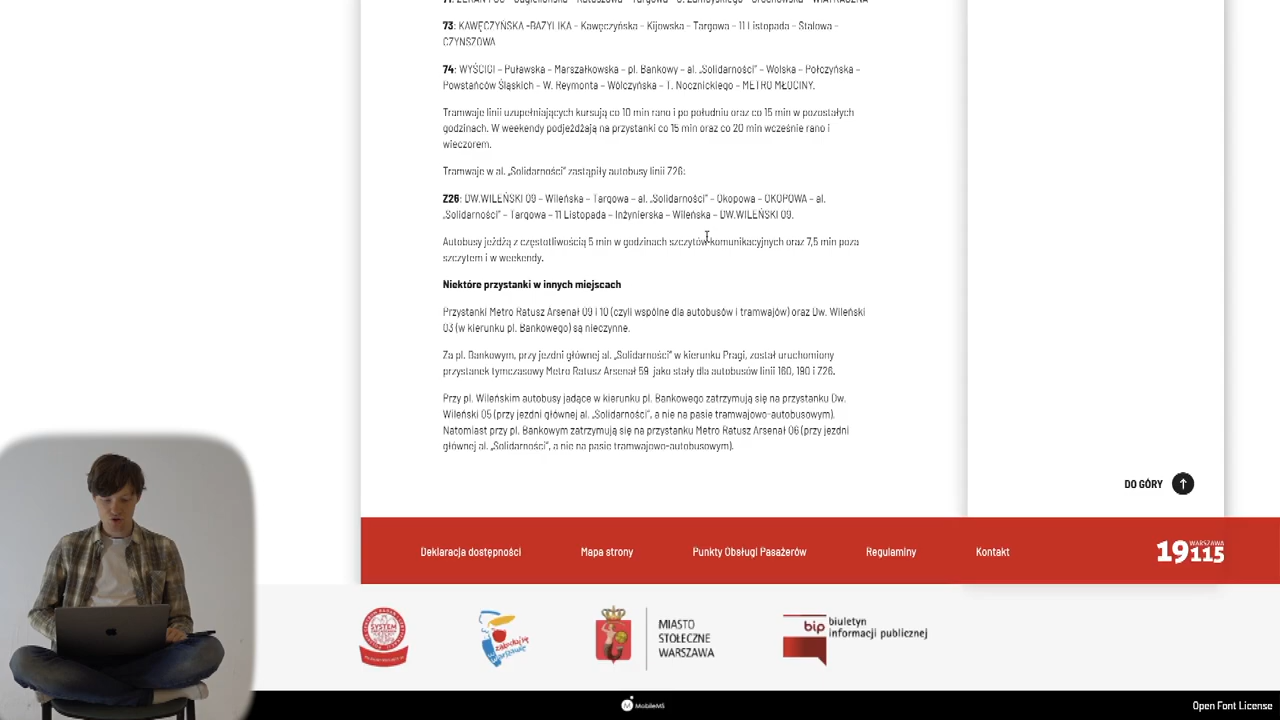 73: KAWĘCZYŃSKA -BAZYLIKA – Kawęczyńska – Kijowska – Targowa – 11 Listopada – Stalowa –
CZYNSZOWA
74: WYŚCIGI – Puławska – Marszałkowska – pl. Bankowy – al. „Solidarności” – Wolska – Połczyńska –
Powstańców Śląskich – W. Reymonta – Wólczyńska – T. Nocznickiego – METRO MŁOCINY.
Tramwaje linii uzupełniających kursują co 10 min rano i po południu oraz co 15 min w pozostałych
godzinach. W weekendy podjeżdżają na przystanki co 15 min oraz co 20 min wcześnie rano i
wieczorem.
Tramwaje w al. „Solidarności” zastąpiły autobusy linii Z26:
Z26: DW.WILEŃSKI 09 – Wileńska – Targowa – al. „Solidarności” – Okopowa – OKOPOWA – al.
„Solidarności” – Targowa – 11 Listopada – Inżynierska – Wileńska – DW.WILEŃSKI 09.
Autobusy jeżdżą z częstotliwością 5 min w godzinach szczytów komunikacyjnych oraz 7,5 min poza
szczytem i w weekendy.
Niektóre przystanki w innych miejscach
Przystanki Metro Ratusz Arsenał 09 i 10 (czyli wspólne dla autobusów i tramwajów) oraz Dw. Wileński
03 (w kierunku pl. Bankowego) są nieczynne.
Za pl. Bankowym, przy jezdni głównej al. „Solidarności” w kierunku Pragi, został uruchomiony
przystanek tymczasowy Metro Ratusz Arsenał 59 jako stały dla autobusów linii 160, 190 i Z26.
Przy pl. Wileńskim autobusy jadące w kierunku pl. Bankowego zatrzymują się na przystanku Dw.
Wileński 05 (przy jezdni głównej al. „Solidarności”, a nie na pasie tramwajowo-autobusowym).
Natomiast przy pl. Bankowym zatrzymują się na przystanku Metro Ratusz Arsenał 06 (przy jezdni
głównej al. „Solidarności”, a nie na pasie tramwajowo-autobusowym).
DO GÓRY
Deklaracja dostępności Mapa strony Punkty Obsługi Pasażerów Regulaminy Kontakt
WARSZAWA
19115
SYSTEM
MIASTO
STOŁECZNE
WARSZAWA
bip biuletyn
informacji publicznej
MobileMS
Open Font License